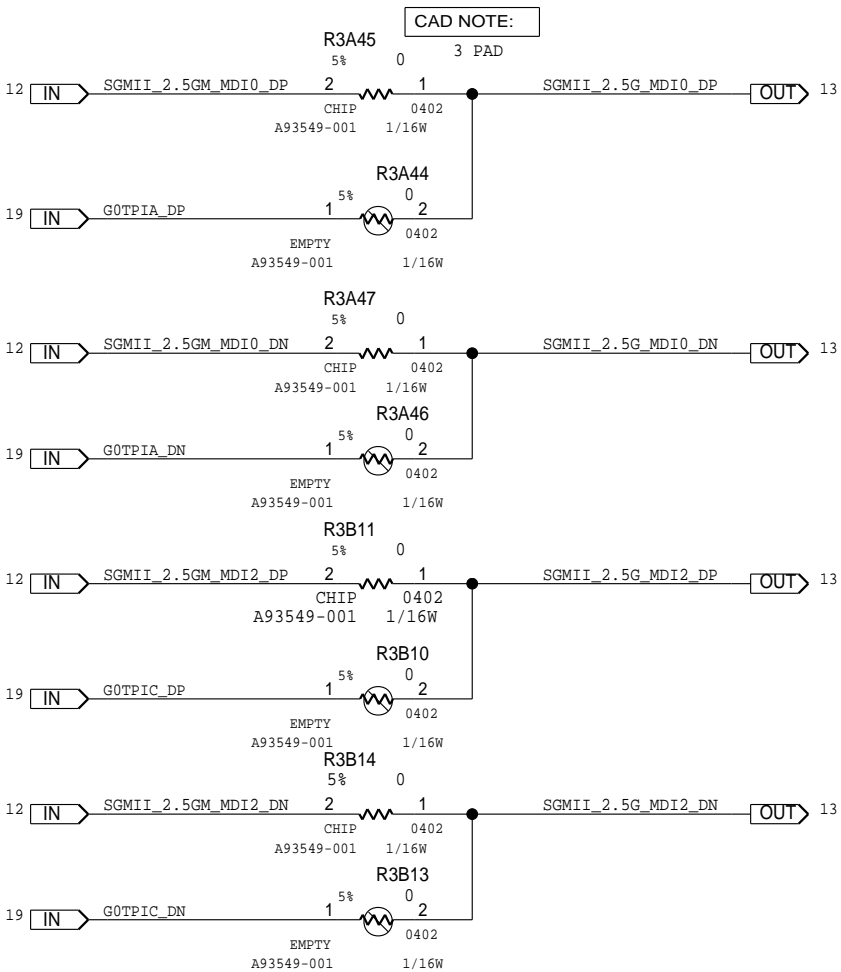 CAD NOTE:
R3A45
5% 0 3 PAD
12 IN SGMII_2.5GM_MDI0_DP 2 1 SGMII_2.5G_MDI0_DP OUT 13
CHIP 0402
A93549-001 1/16W
R3A44
5% 0
19 IN G0TPIA_DP 1 2
0402
EMPTY
A93549-001 1/16W
R3A47
5% 0
12 IN SGMII_2.5GM_MDI0_DN 2 1 SGMII_2.5G_MDI0_DN OUT 13
CHIP 0402
A93549-001 1/16W
R3A46
5% 0
19 IN G0TPIA_DN 1 2
0402
EMPTY
A93549-001 1/16W
R3B11
5% 0
12 IN SGMII_2.5GM_MDI2_DP 2 1 SGMII_2.5G_MDI2_DP OUT 13
CHIP 0402
A93549-001 1/16W
R3B10
5% 0
19 IN G0TPIC_DP 1 2
0402
EMPTY
A93549-001 1/16W
R3B14
5% 0
12 IN SGMII_2.5GM_MDI2_DN 2 1 SGMII_2.5G_MDI2_DN OUT 13
CHIP 0402
A93549-001 1/16W
R3B13
5% 0
19 IN G0TPIC_DN 1 2
0402
EMPTY
A93549-001 1/16W